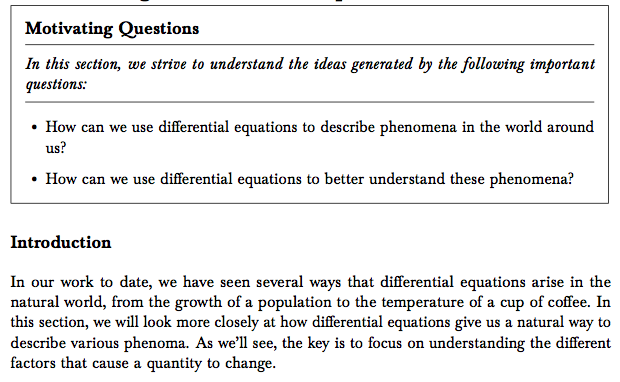 Motivating Questions
In this section, we strive to understand the ideas generated by the following important
questions:
• How can we use differential equations to describe phenomena in the world around
us?
• How can we use differential equations to better understand these phenomena?
Introduction
In our work to date, we have seen several ways that differential equations arise in the
natural world, from the growth of a population to the temperature of a cup of coffee. In
this section, we will look more closely at how differential equations give us a natural way to
describe various phenoma. As we'll see, the key is to focus on understanding the different
factors that cause a quantity to change.